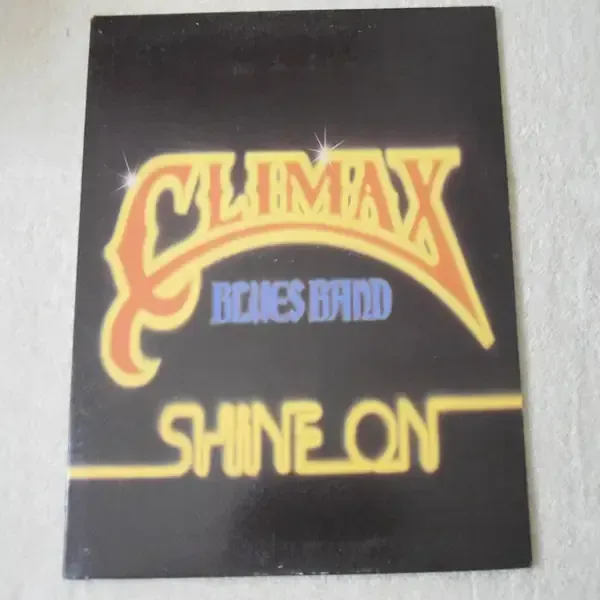 CLIMAX
BLUES BAND
SHINE ON